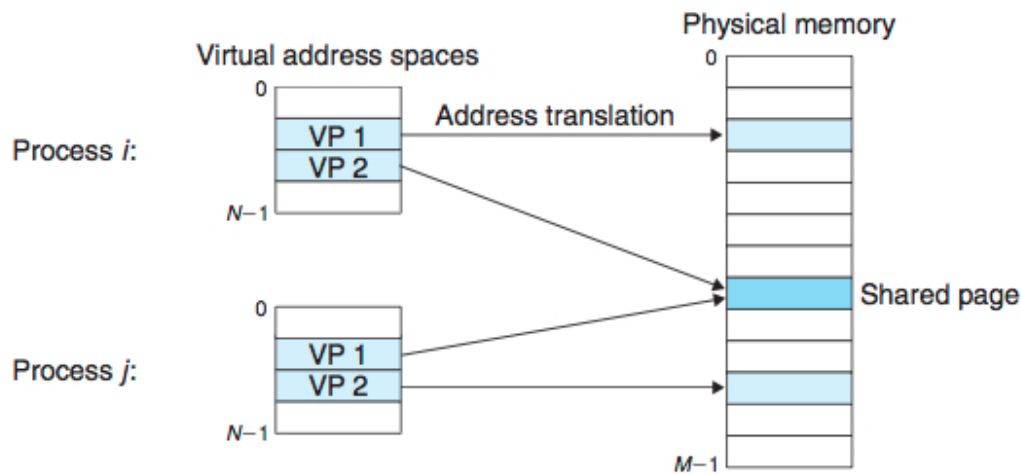 Physical memory
Virtual address spaces
0
0
Address translation
VP 1
Process i:
VP 2
N−1
0
Shared page
VP 1
Process j:
VP 2
N−1
M−1